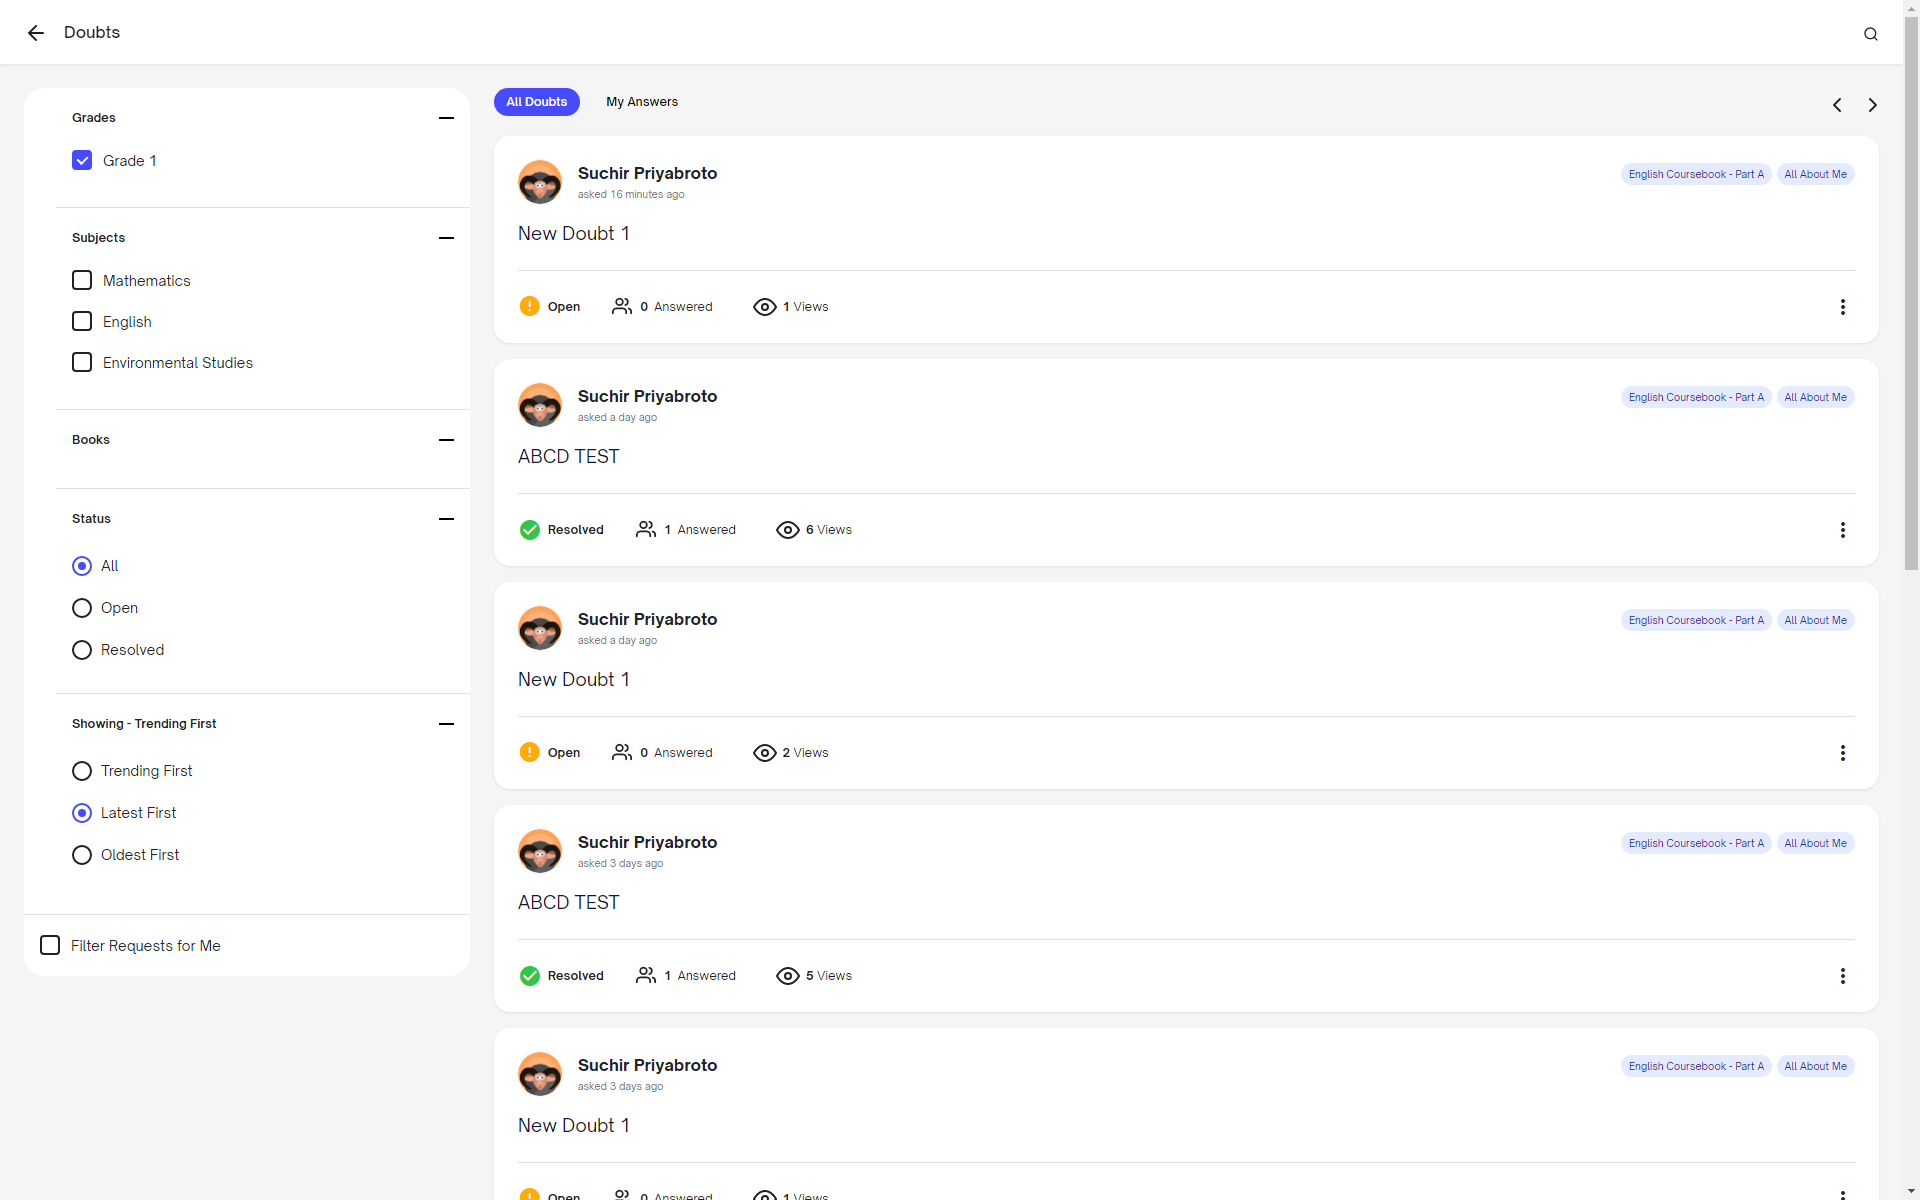 Doubts
Grades
Grade 1
Subjects
Mathematics
English
Environmental Studies
Books
Status
All
Open
Resolved
Showing - Trending First
Trending First
Latest First
Oldest First
Filter Requests for Me
All Doubts
My Answers
Suchir Priyabroto
asked 16 minutes ago
English Coursebook - Part A
All About Me
New Doubt 1
Open
0 Answered
1 Views
Suchir Priyabroto
asked a day ago
English Coursebook - Part A
All About Me
ABCD TEST
Resolved
1 Answered
6 Views
Suchir Priyabroto
asked a day ago
English Coursebook - Part A
All About Me
New Doubt 1
Open
0 Answered
2 Views
Suchir Priyabroto
asked 3 days ago
English Coursebook - Part A
All About Me
ABCD TEST
Resolved
1 Answered
5 Views
Suchir Priyabroto
asked 3 days ago
English Coursebook - Part A
All About Me
New Doubt 1
Open
0 Answered
1 Views